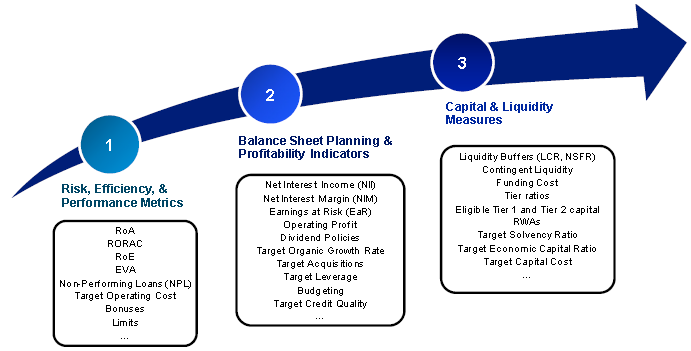 1
Risk, Efficiency, &
Performance Metrics
RoA
RORAC
RoE
EVA
Non-Performing Loans (NPL)
Target Operating Cost
Bonuses
Limits
...
2
Balance Sheet Planning &
Profitability Indicators
Net Interest Income (NII)
Net Interest Margin (NIM)
Earnings at Risk (EaR)
Operating Profit
Dividend Policies
Target Organic Growth Rate
Target Acquisitions
Target Leverage
Budgeting
Target Credit Quality
...
3
Capital & Liquidity
Measures
Liquidity Buffers (LCR, NSFR)
Contingent Liquidity
Funding Cost
Tier ratios
Eligible Tier 1 and Tier 2 capital
RWAs
Target Solvency Ratio
Target Economic Capital Ratio
Target Capital Cost
...